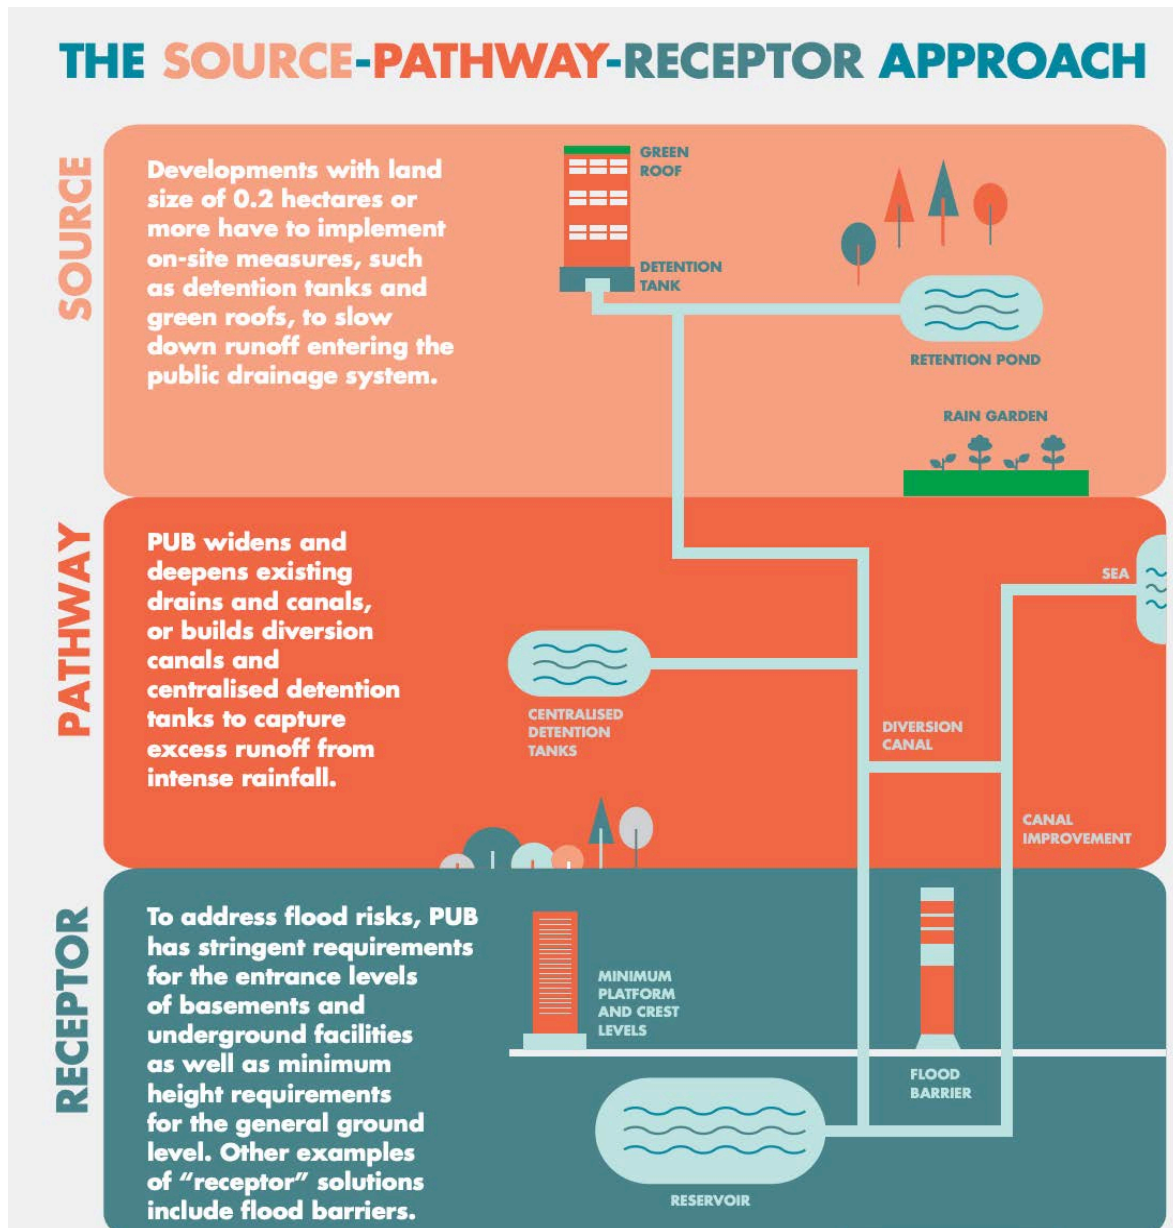 THE SOURCE-PATHWAY-RECEPTOR APPROACH
SOURCE
Developments with land
size of 0.2 hectares or
more have to implement
on-site measures, such
as detention tanks and
green roofs, to slow
down runoff entering the
public drainage system.
GREEN
ROOF
DETENTION
TANK
RETENTION POND
RAIN GARDEN
PATHWAY
PUB widens and
deepens existing
drains and canals,
or builds diversion
canals and
centralised detention
tanks to capture
excess runoff from
intense rainfall.
SEA
CENTRALISED
DETENTION
TANKS
DIVERSION
CANAL
CANAL
IMPROVEMENT
RECEPTOR
To address flood risks, PUB
has stringent requirements
for the entrance levels
of basements and
underground facilities
as well as minimum
height requirements
for the general ground
level. Other examples
of “receptor” solutions
include flood barriers.
MINIMUM
PLATFORM
AND CREST
LEVELS
FLOOD
BARRIER
RESERVOIR